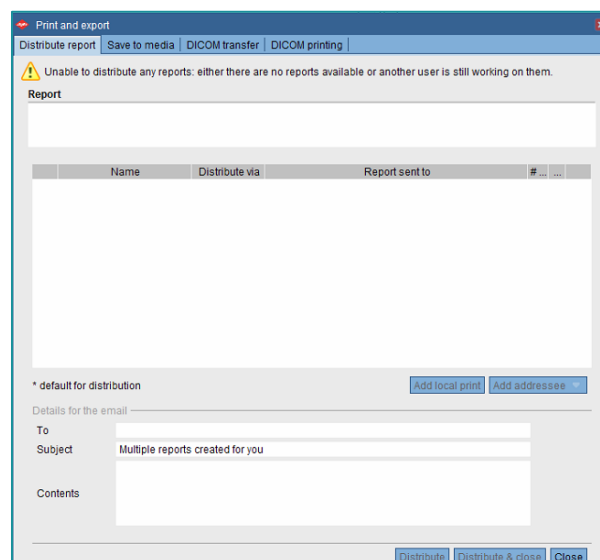 Print and export
Distribute report Save to media DICOM transfer DICOM printing
Unable to distribute any reports: either there are no reports available or another user is still working on them.
Report
Name Distribute via Report sent to # ... ...
* default for distribution Add local print Add addressee
Details for the email
To
Subject Multiple reports created for you
Contents
Distribute Distribute & close Close